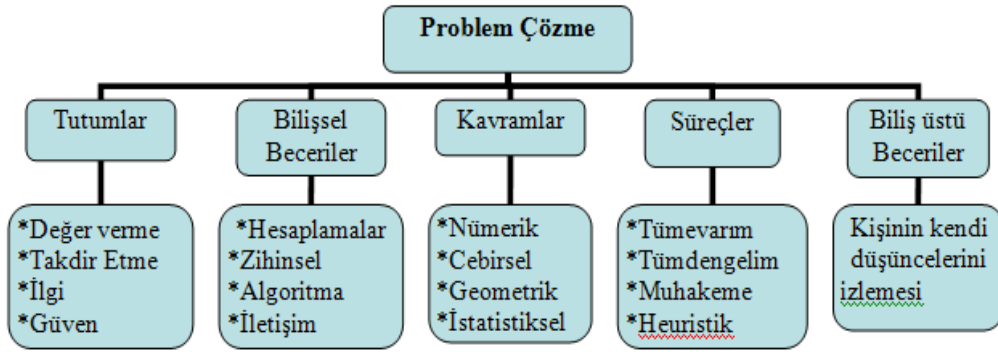 Problem Çözme
Tutumlar
Bilişsel
Beceriler
Kavramlar
Süreçler
Biliş üstü
Beceriler
*Değer verme
*Takdir Etme
*İlgi
*Güven
*Hesaplamalar
*Zihinsel
*Algoritma
*İletişim
*Nümerik
*Cebirsel
*Geometrik
*İstatistiksel
*Tümevarım
*Tümdengelim
*Muhakeme
*Heuristik
Kişinin kendi
düşüncelerini
izlemesi